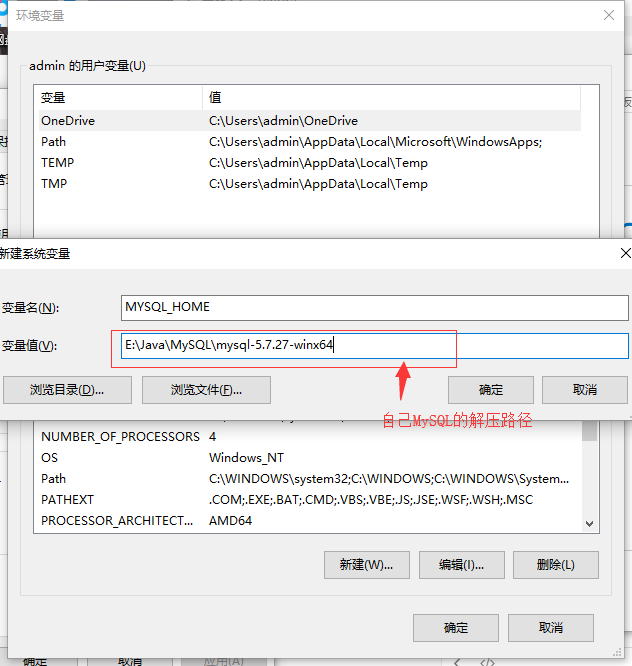 环境变量
admin 的用户变量(U)
变量 值
OneDrive C:\Users\admin\OneDrive
Path C:\Users\admin\AppData\Local\Microsoft\WindowsApps;
TEMP C:\Users\admin\AppData\Local\Temp
TMP C:\Users\admin\AppData\Local\Temp
新建系统变量
变量名(N): MYSQL_HOME
变量值(V): E:\Java\MySQL\mysql-5.7.27-winx64
浏览目录(D)... 浏览文件(F)... 确定 取消
自己MySQL的解压路径
NUMBER_OF_PROCESSORS 4
OS Windows_NT
Path C:\WINDOWS\system32;C:\WINDOWS;C:\WINDOWS\System...
PATHEXT .COM;.EXE;.BAT;.CMD;.VBS;.VBE;.JS;.JSE;.WSF;.WSH;.MSC
PROCESSOR_ARCHITECT... AMD64
新建(W)... 编辑(I)... 删除(L)
确定 取消
确定 取消 应用(A)